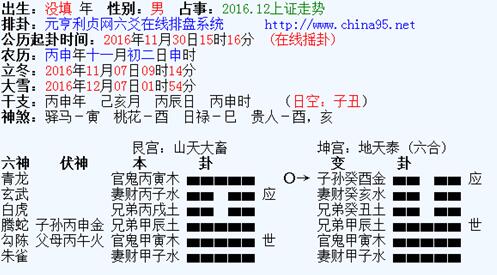 出生：没填 年　性别：男　占事：2016.12上证走势
排卦：元亨利贞网六爻在线排盘系统　http://www.china95.net
公历起卦时间：2016年11月30日15时16分　（在线摇卦）
农历：丙申年十一月初二日申时
立冬：2016年11月07日09时14分
大雪：2016年12月07日01时54分
干支：丙申年　己亥月　丙辰日　丙申时　（日空：子丑）
神煞：驿马－寅　桃花－酉　日禄－巳　贵人－酉，亥
艮宫：山天大畜　坤宫：地天泰（六合）
六神　伏神　本　卦　变　卦
青龙　官鬼丙寅木　O→　子孙癸酉金　应
玄武　妻财丙子水　应　妻财癸亥水
白虎　兄弟丙戌土　兄弟癸丑土
腾蛇　子孙丙申金　兄弟甲辰土　兄弟甲辰土　世
勾陈　父母丙午火　官鬼甲寅木　世　官鬼甲寅木
朱雀　妻财甲子水　妻财甲子水